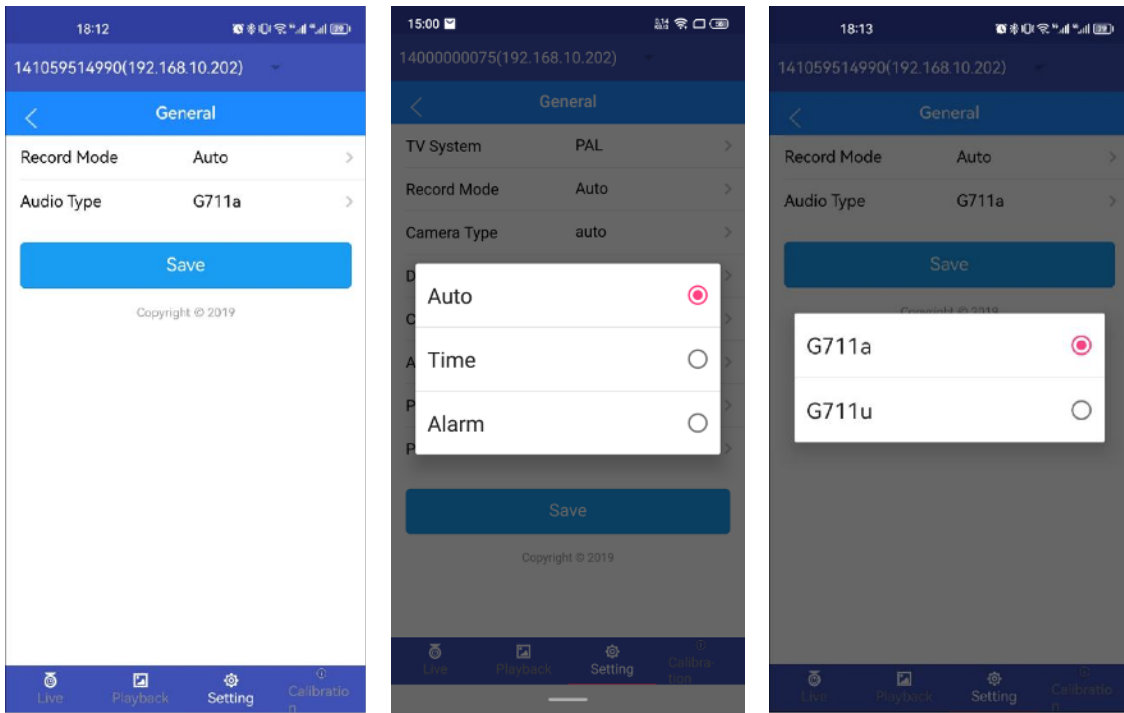 18:12
141059514990(192.168.10.202)
General
Record Mode Auto
Audio Type G711a
Save
Copyright © 2019
Live Playback Setting Calibratio
n
15:00
14000000075(192.168.10.202)
General
TV System PAL
Record Mode Auto
Camera Type auto
D
Auto
C
A Time
P
Alarm
P
Save
Copyright © 2019
Live Playback Setting Calibra-
tion
18:13
141059514990(192.168.10.202)
General
Record Mode Auto
Audio Type G711a
Save
Copyright © 2019
G711a
G711u
Live Playback Setting Calibratio
n